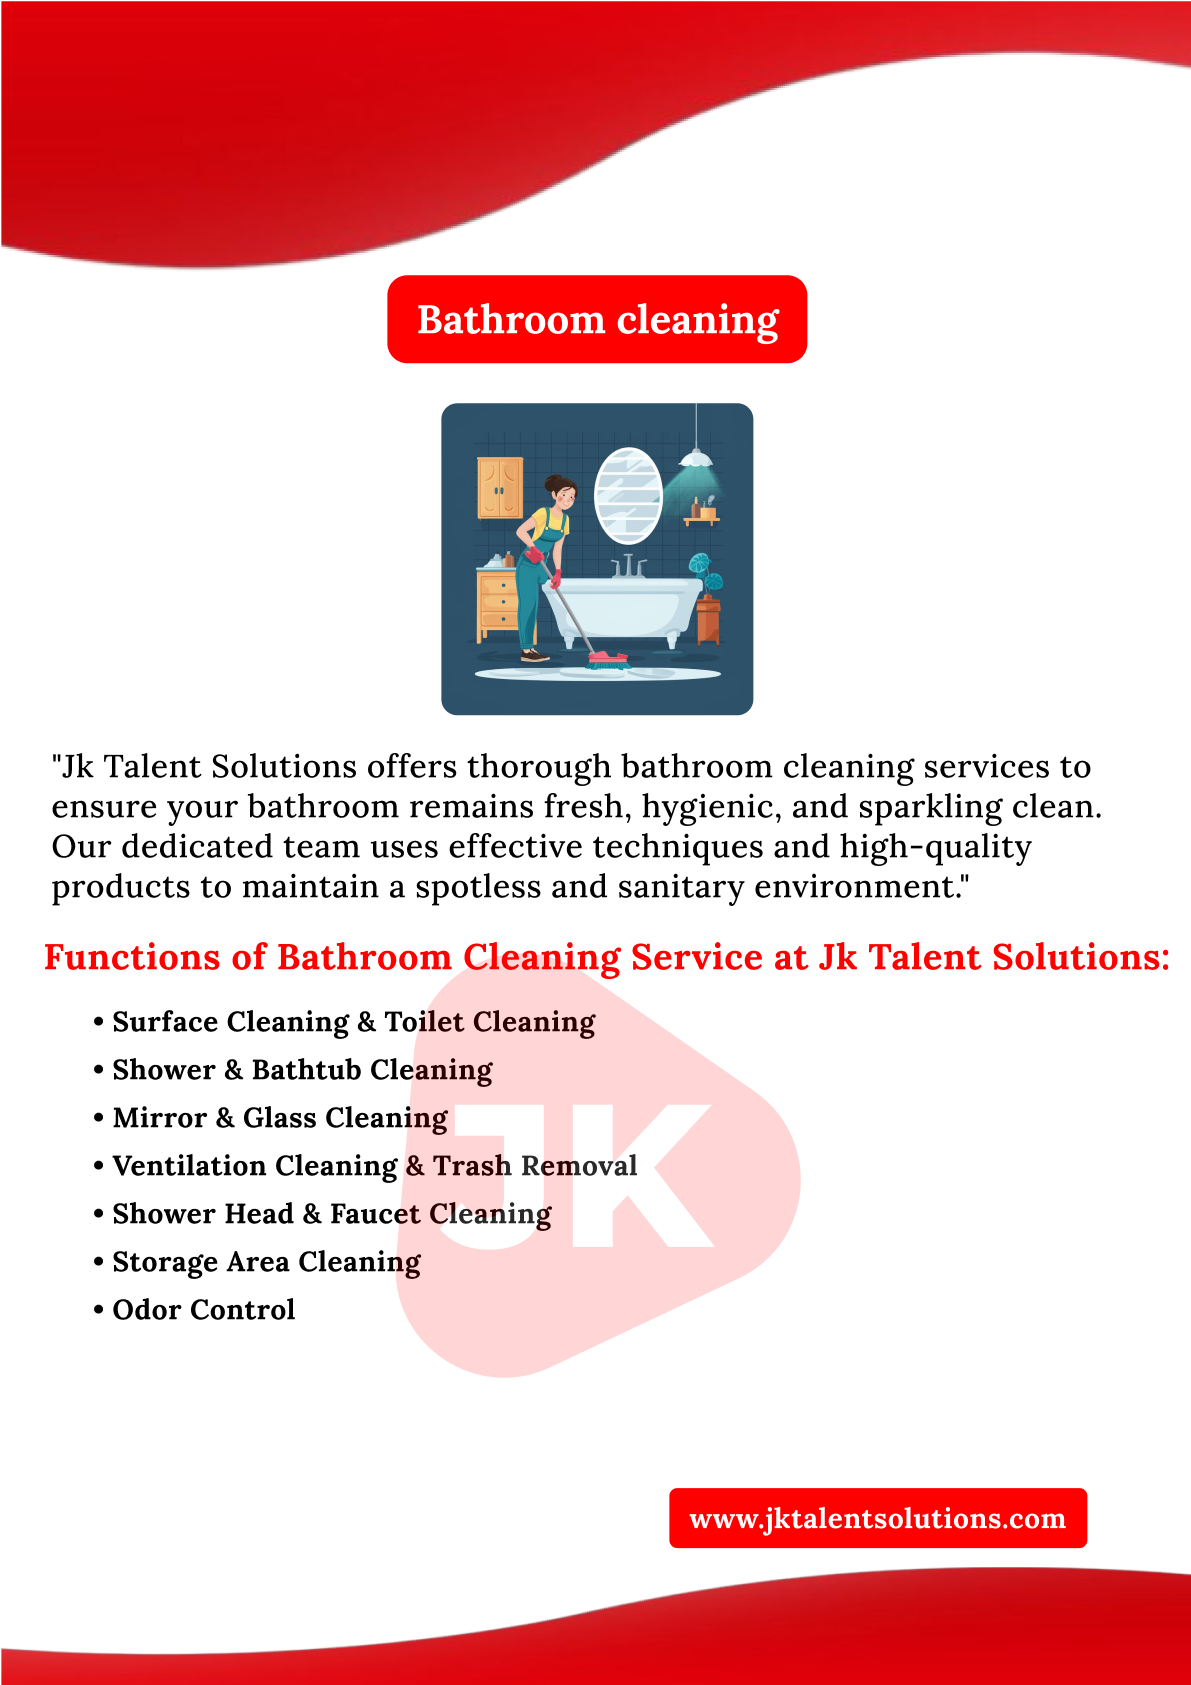 Bathroom cleaning
"Jk Talent Solutions offers thorough bathroom cleaning services to
ensure your bathroom remains fresh, hygienic, and sparkling clean.
Our dedicated team uses effective techniques and high-quality
products to maintain a spotless and sanitary environment."
Functions of Bathroom Cleaning Service at Jk Talent Solutions:
• Surface Cleaning & Toilet Cleaning
• Shower & Bathtub Cleaning
• Mirror & Glass Cleaning
• Ventilation Cleaning & Trash Removal
• Shower Head & Faucet Cleaning
• Storage Area Cleaning
• Odor Control
JK
www.jktalentsolutions.com